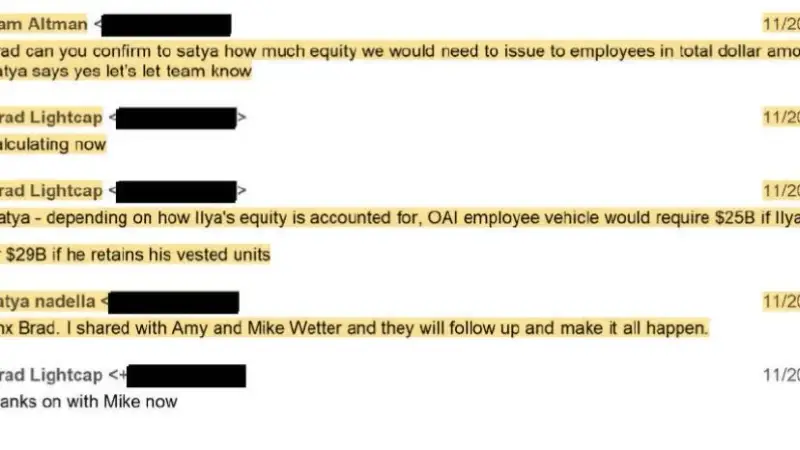 am Altman <
rad can you confirm to satya how much equity we would need to issue to employees in total dollar amo
atya says yes let's let team know
11/20
rad Lightcap < >
alculating now
11/20
rad Lightcap < >
atya - depending on how Ilya's equity is accounted for, OAI employee vehicle would require $25B if Ilya
$29B if he retains his vested units
11/20
atya nadella <
nx Brad. I shared with Amy and Mike Wetter and they will follow up and make it all happen.
11/20
rad Lightcap <+
anks on with Mike now
11/20